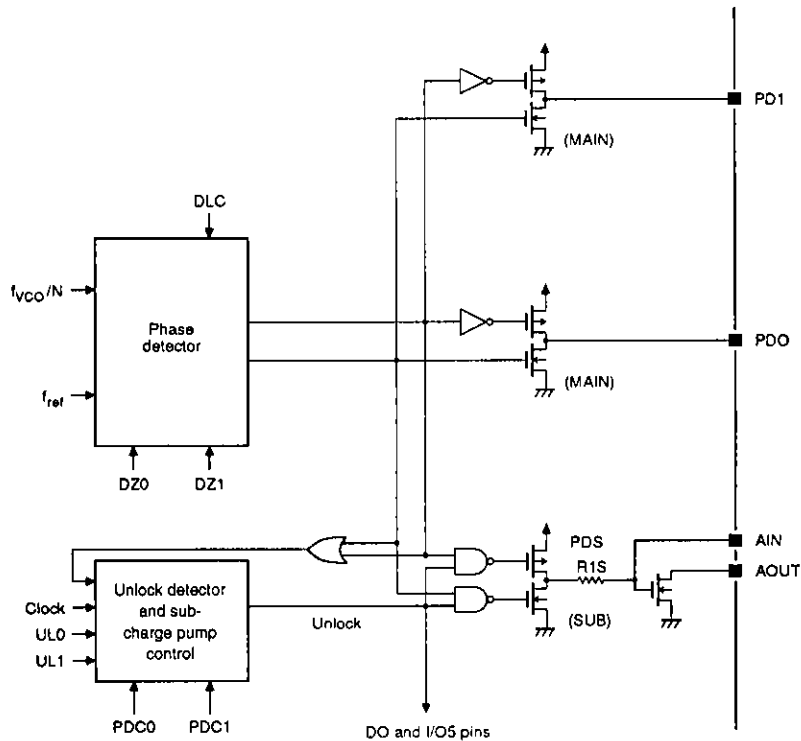 PD1
(MAIN)
DLC
fVCO/N
Phase
detector
PDO
(MAIN)
fref
DZ0
DZ1
PDS
R1S
AIN
AOUT
Unlock detector
and sub-
charge pump
control
Clock
UL0
UL1
Unlock
(SUB)
PDC0
PDC1
DO and I/O5 pins